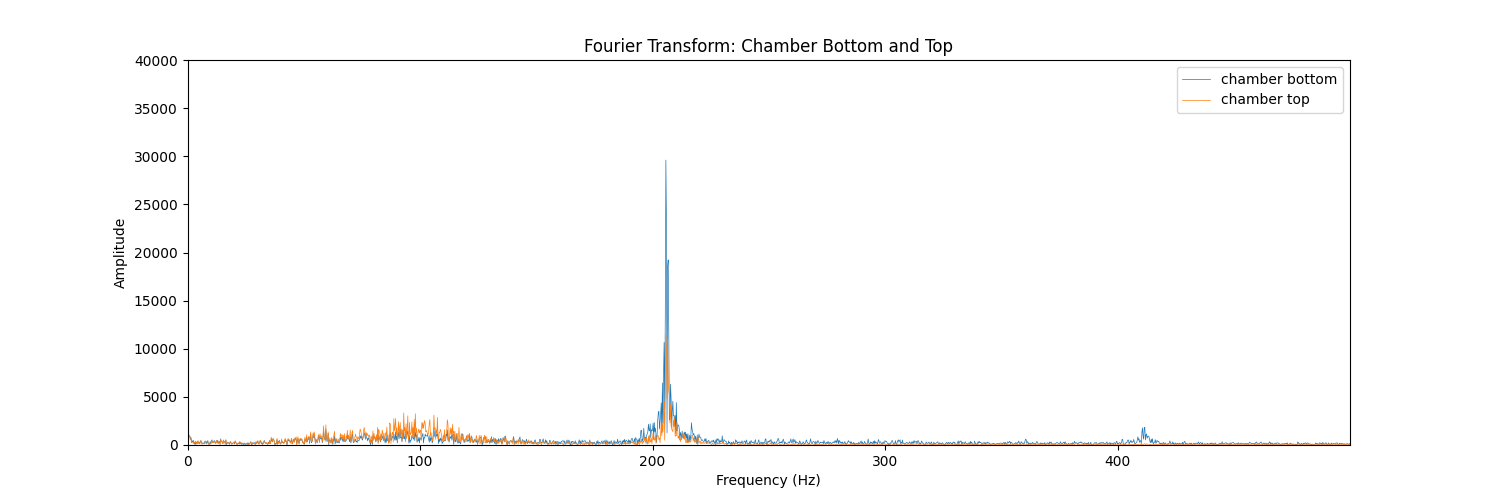 Fourier Transform: Chamber Bottom and Top
40000
35000
30000
25000
20000
15000
10000
5000
0
Amplitude
chamber bottom
chamber top
0
100
200
300
400
Frequency (Hz)